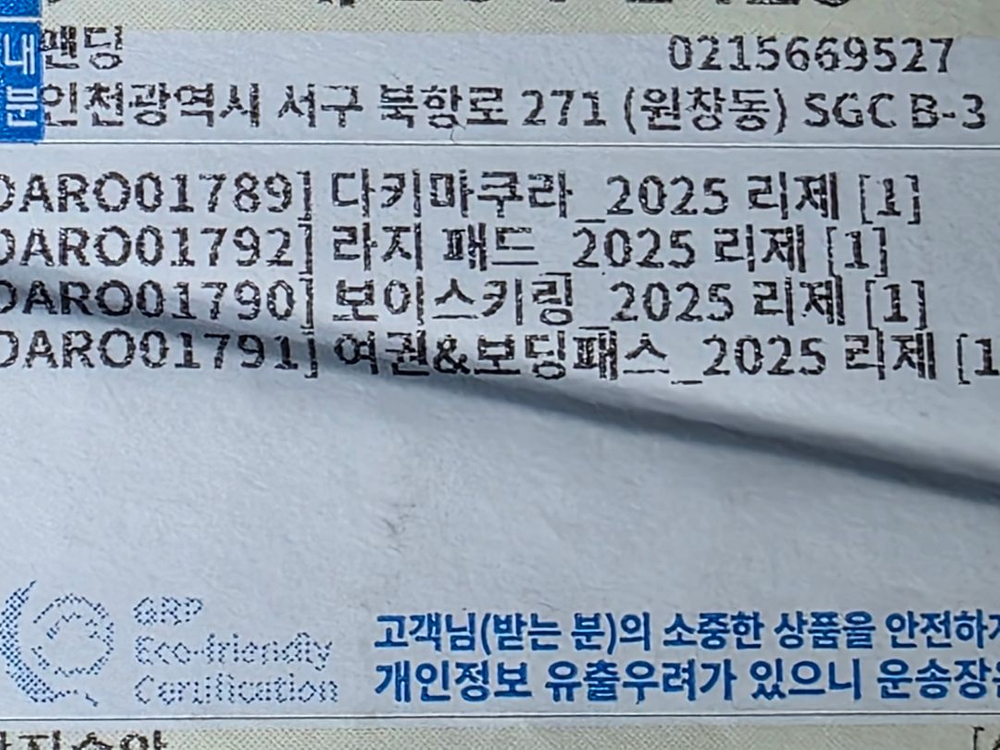 내 맨딩 0215669527
분 인천광역시 서구 북항로 271 (원창동) SGC B-3
DARO01789] 다키마쿠라_2025 리제 [1]
DARO01792] 라지 패드_2025 리제 [1]
DARO01790] 보이스키링_2025 리제 [1]
DARO01791] 여권&보딩패스_2025 리제 [1
GRP
Eco-friendly
Certification
고객님(받는 분)의 소중한 상품을 안전하게
개인정보 유출우려가 있으니 운송장을